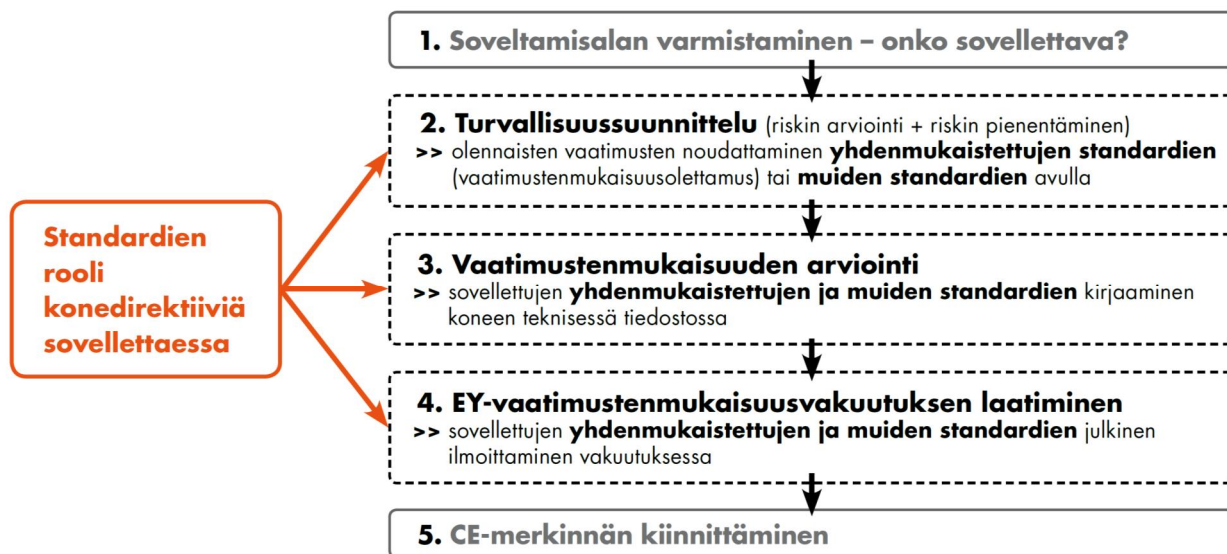 1. Soveltamisalan varmistaminen – onko sovellettava?
2. Turvallisuussuunnittelu (riskin arviointi + riskin pienentäminen)
>> olennaisten vaatimusten noudattaminen yhdenmukaistettujen standardien
(vaatimustenmukaisuusolettamus) tai muiden standardien avulla
Standardien
rooli
konedirektiiviä
sovellettaessa
3. Vaatimustenmukaisuuden arviointi
>> sovellettujen yhdenmukaistettujen ja muiden standardien kirjaaminen
koneen teknisessä tiedostossa
4. EY-vaatimustenmukaisuusvakuutuksen laatiminen
>> sovellettujen yhdenmukaistettujen ja muiden standardien julkinen
ilmoittaminen vakuutuksessa
5. CE-merkinnän kiinnittäminen